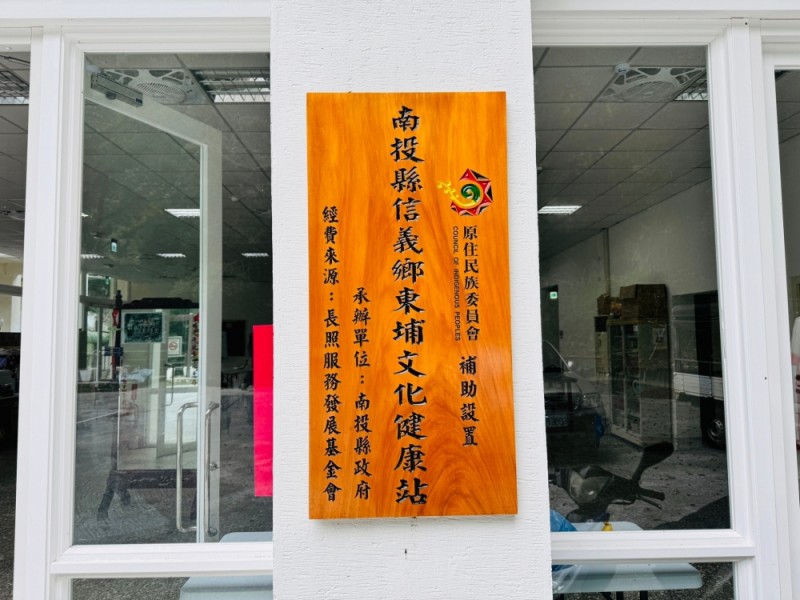 原住民族委員會 補助設置
COUNCIL OF INDIGENOUS PEOPLES
南投縣信義鄉東埔文化健康站
承辦單位：南投縣政府
經費來源：長照服務發展基金會